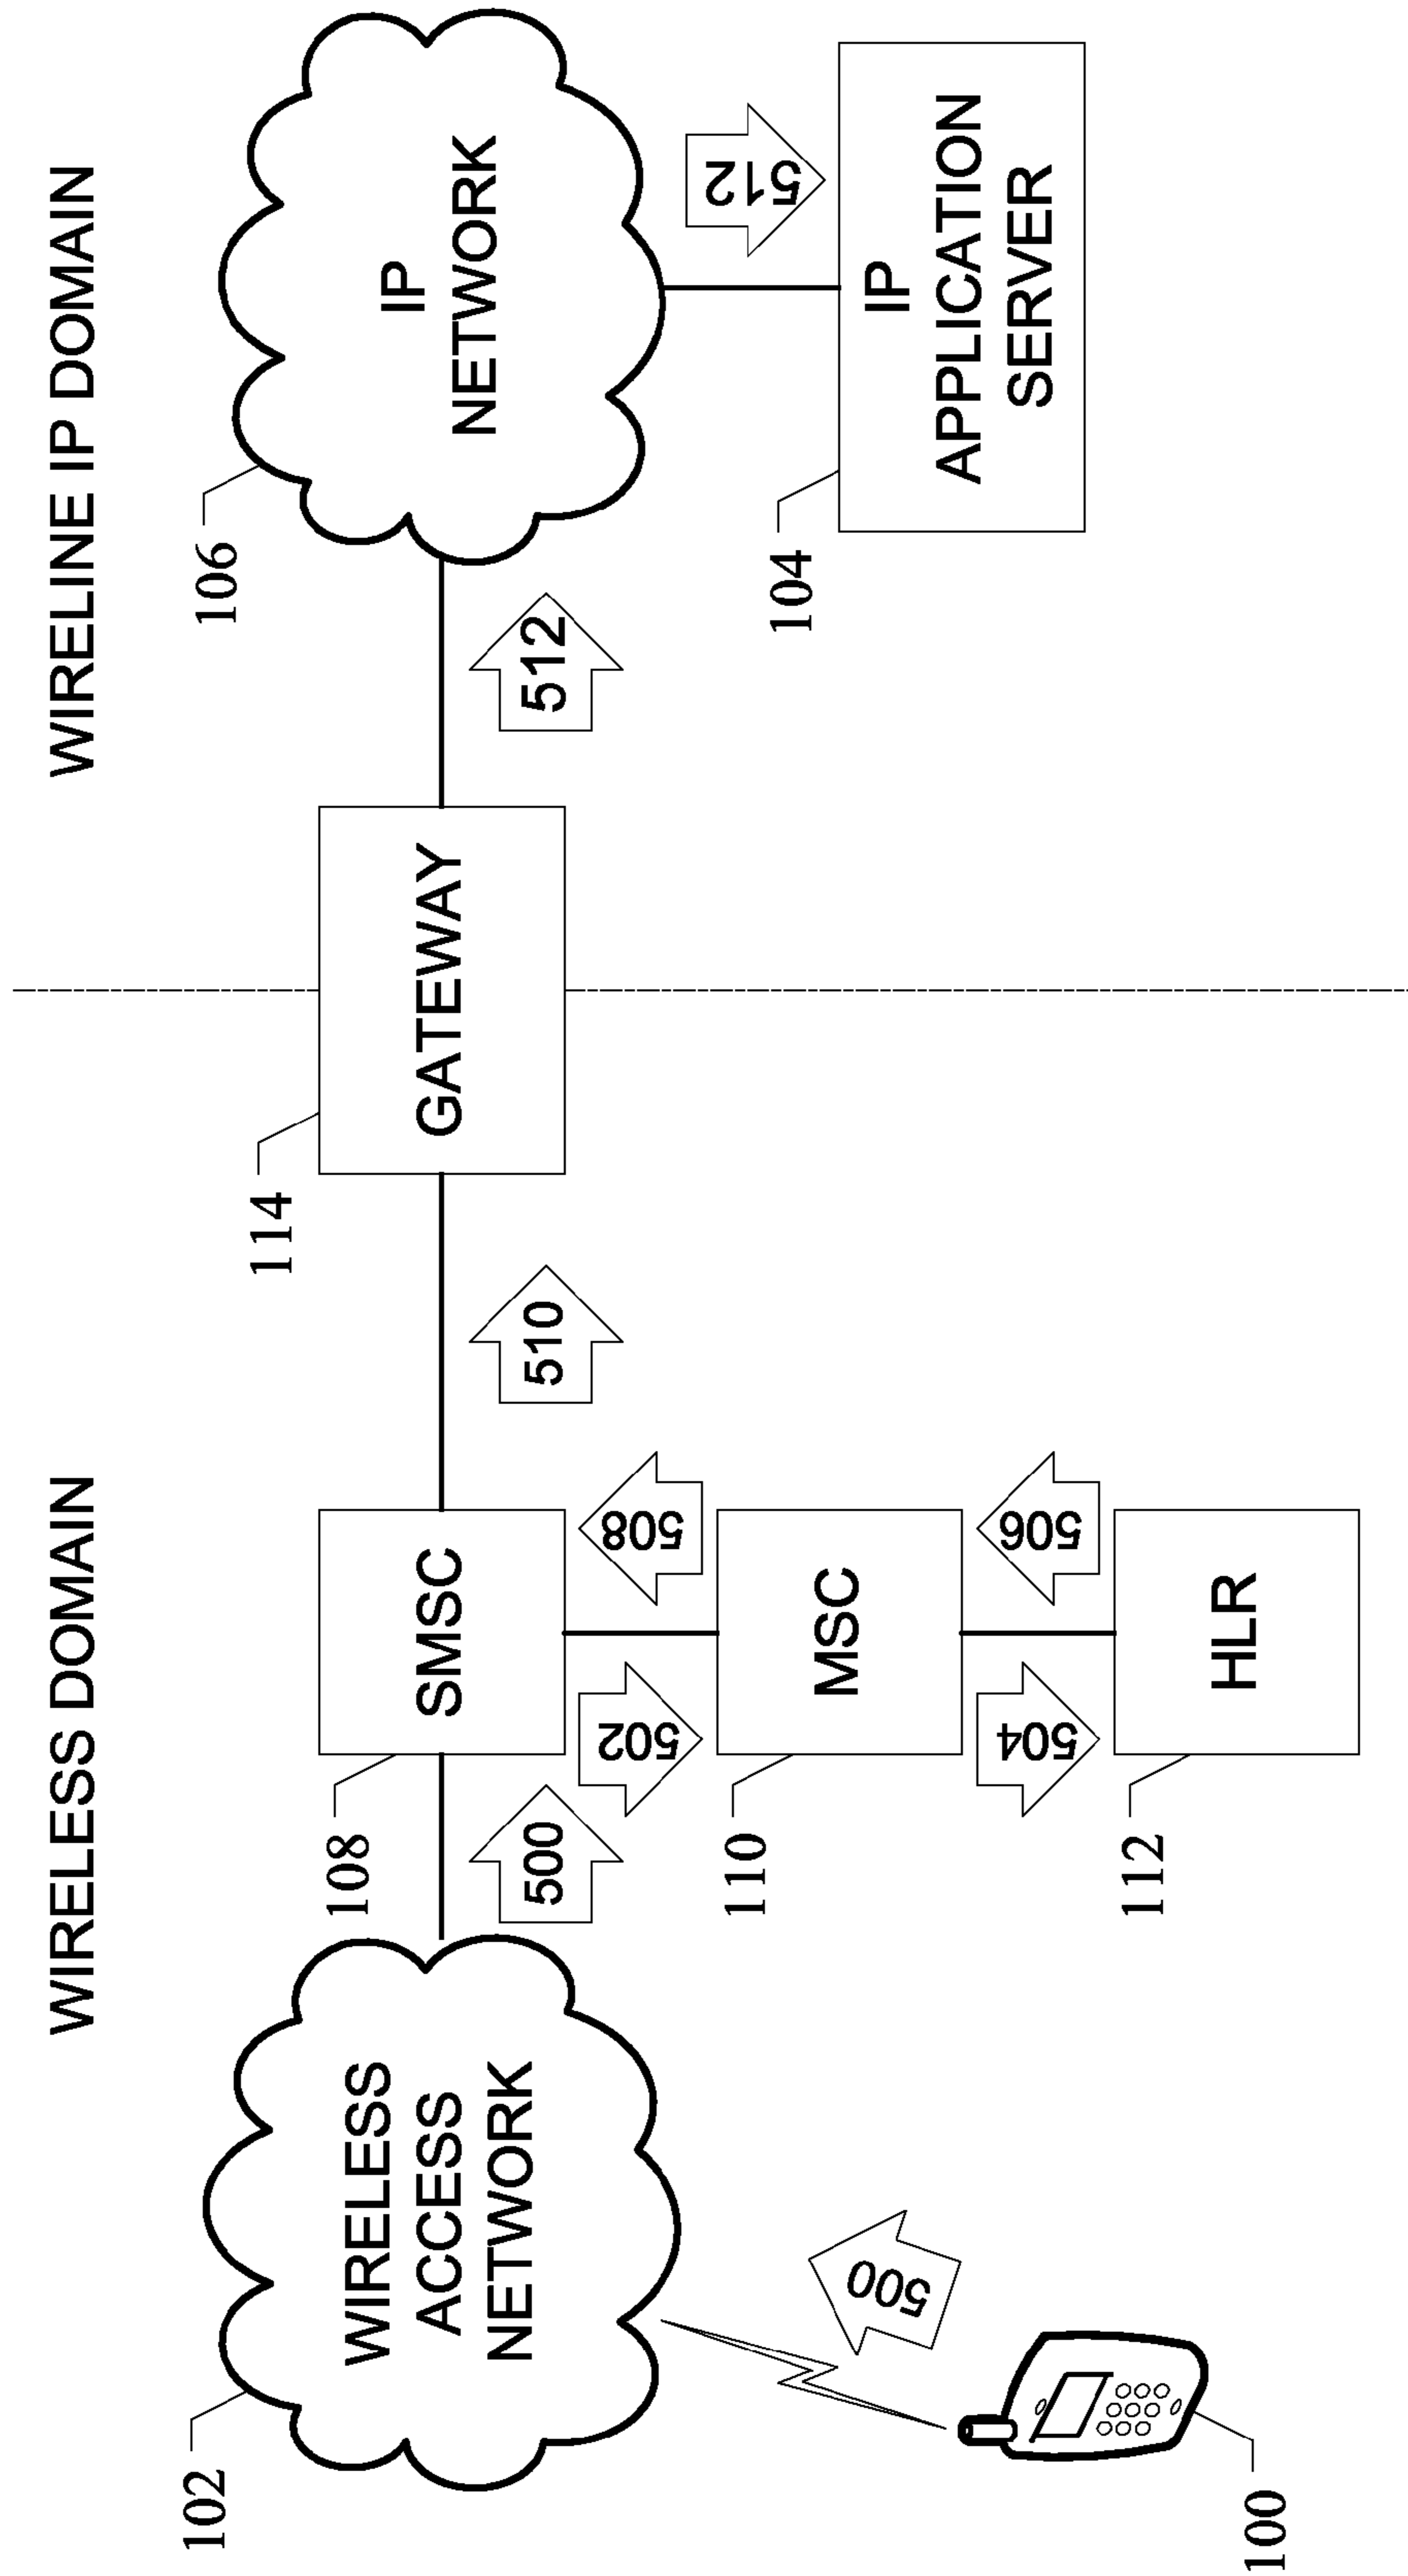 WIRELESS DOMAIN
WIRELINE IP DOMAIN
102
WIRELESS
ACCESS
NETWORK
500
100
500
108
SMSC
502
508
110
MSC
504
506
112
HLR
510
114
GATEWAY
512
106
IP
NETWORK
512
104
IP
APPLICATION
SERVER